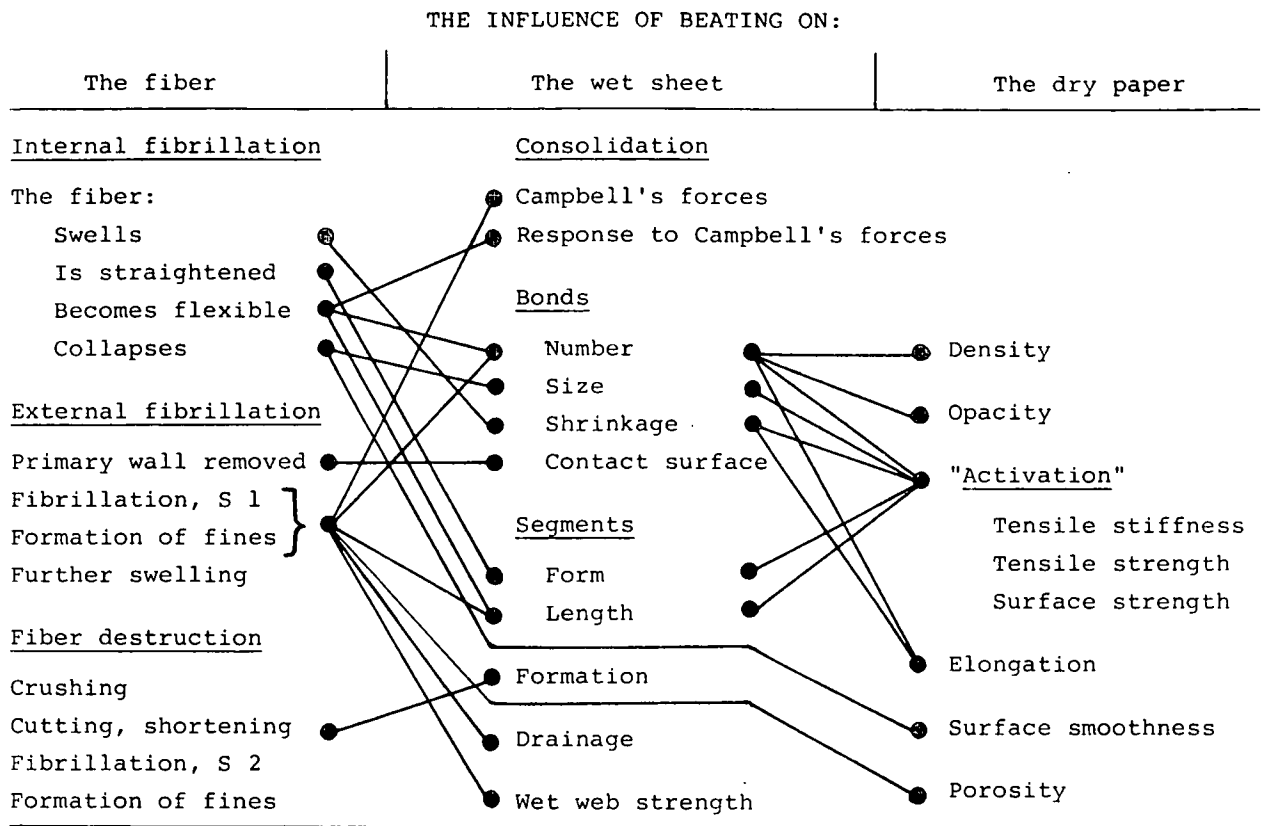 THE INFLUENCE OF BEATING ON:
The fiber
The wet sheet
The dry paper
Internal fibrillation
The fiber:
Swells
Is straightened
Becomes flexible
Collapses
External fibrillation
Primary wall removed
Fibrillation, S 1
Formation of fines
Further swelling
Fiber destruction
Crushing
Cutting, shortening
Fibrillation, S 2
Formation of fines
Consolidation
Campbell's forces
Response to Campbell's forces
Bonds
Number
Size
Shrinkage
Contact surface
Segments
Form
Length
Formation
Drainage
Wet web strength
Density
Opacity
"Activation"
Tensile stiffness
Tensile strength
Surface strength
Elongation
Surface smoothness
Porosity